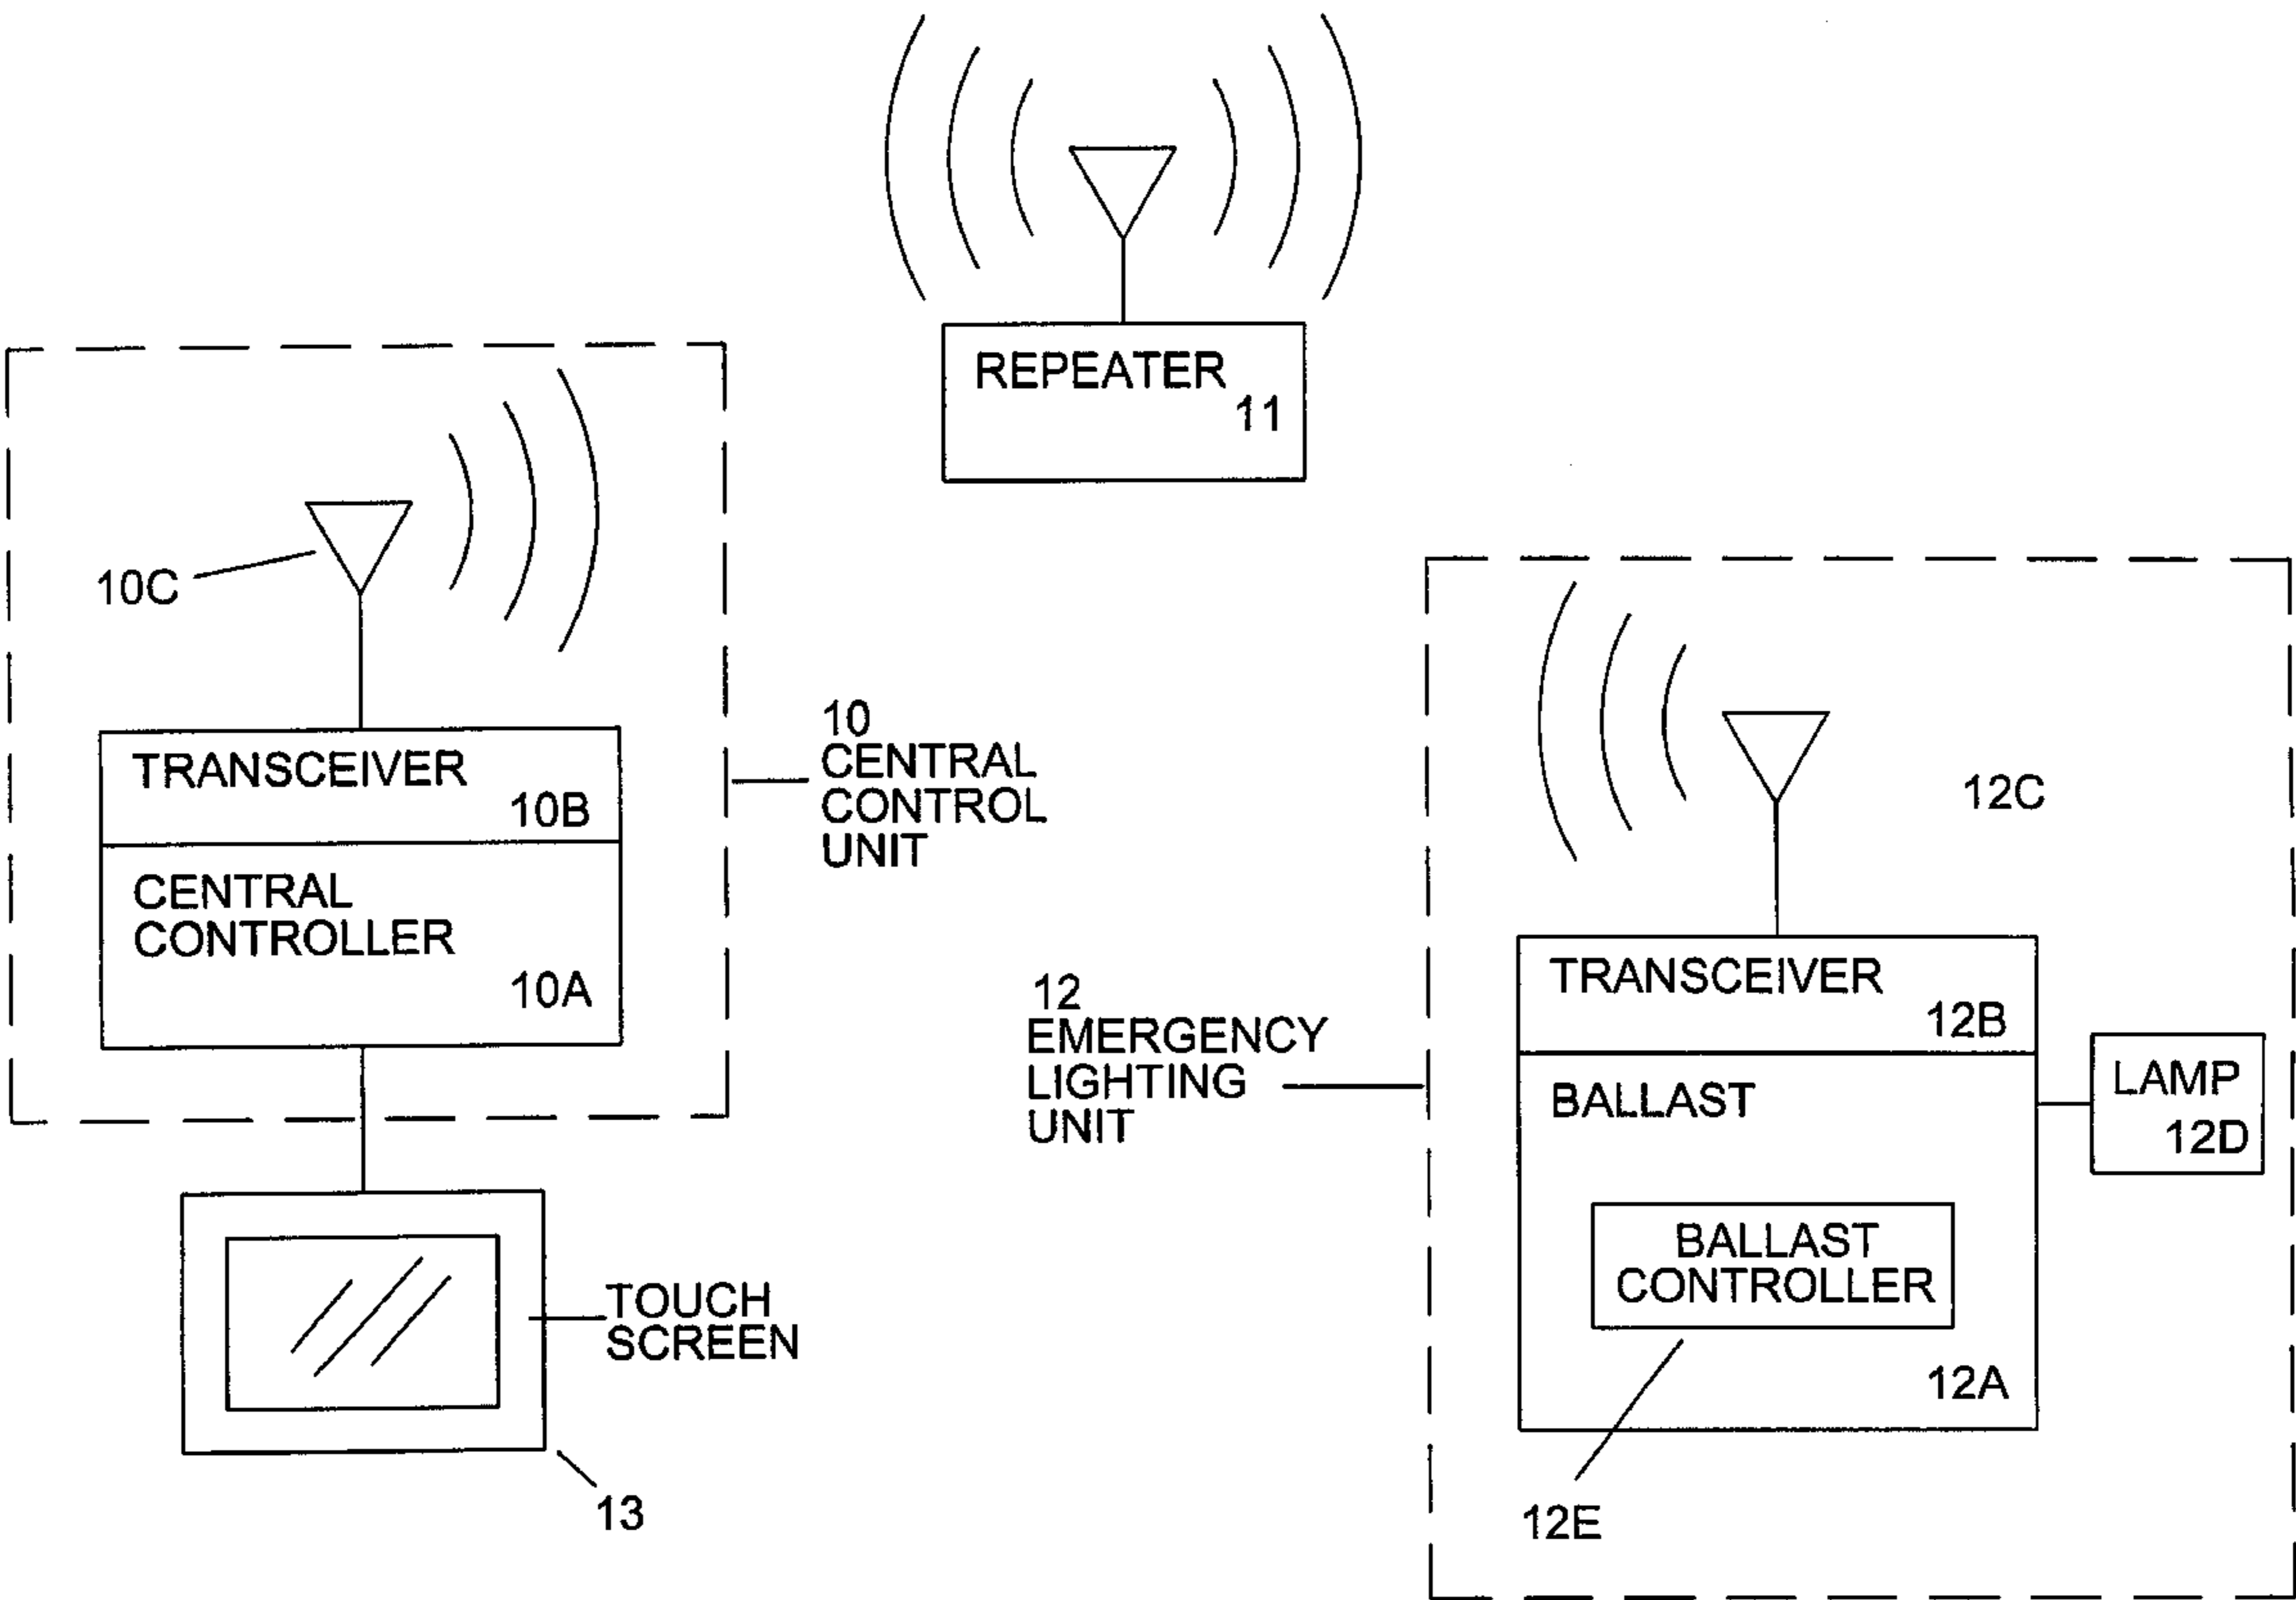 REPEATER
11
10C
TRANSCEIVER
10B
CENTRAL
CONTROLLER
10A
10
CENTRAL
CONTROL
UNIT
TOUCH
SCREEN
13
12
EMERGENCY
LIGHTING
UNIT
12C
TRANSCEIVER
12B
BALLAST
LAMP
12D
BALLAST
CONTROLLER
12A
12E